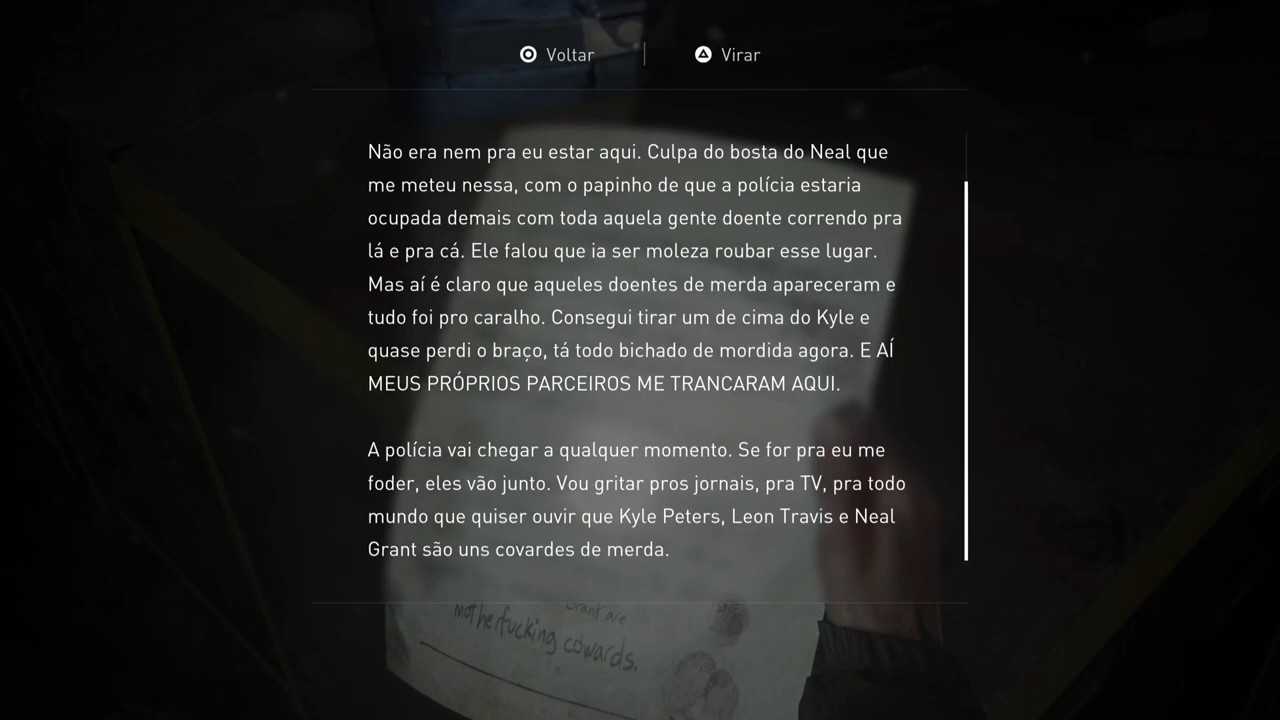 Voltar
Virar
Não era nem pra eu estar aqui. Culpa do bosta do Neal que
me meteu nessa, com o papinho de que a polícia estaria
ocupada demais com toda aquela gente doente correndo pra
lá e pra cá. Ele falou que ia ser moleza roubar esse lugar.
Mas aí é claro que aqueles doentes de merda apareceram e
tudo foi pro caralho. Consegui tirar um de cima do Kyle e
quase perdi o braço, tá todo bichado de mordida agora. E AÍ
MEUS PRÓPRIOS PARCEIROS ME TRANCARAM AQUI.
A polícia vai chegar a qualquer momento. Se for pra eu me
foder, eles vão junto. Vou gritar pros jornais, pra TV, pra todo
mundo que quiser ouvir que Kyle Peters, Leon Travis e Neal
Grant são uns covardes de merda.
Grant are
motherfucking cowards.